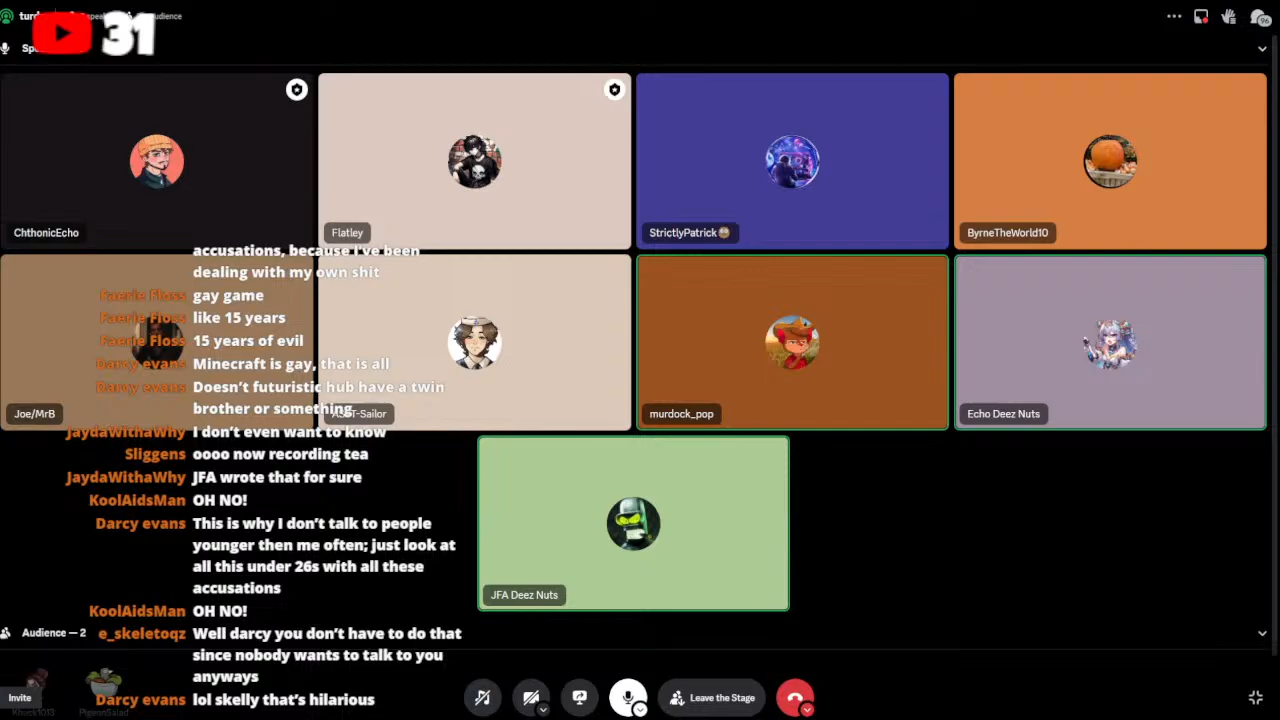 31
96
ChthonicEcho
Flatley
StrictlyPatrick
ByrneTheWorld10
accusations, because I've been
dealing with my own shit
Faerie Floss gay game
Faerie Floss like 15 years
Faerie Floss 15 years of evil
Darcy evans Minecraft is gay, that is all
Darcy evans Doesn't futuristic hub have a twin
brother or something
Joe/MrB
-Sailor
murdock_pop
Echo Deez Nuts
JaydaWithaWhy I don't even want to know
Sliggens oooo now recording tea
JaydaWithaWhy JFA wrote that for sure
KoolAidsMan OH NO!
Darcy evans This is why I don't talk to people
younger then me often; just look at
all this under 26s with all these
accusations
JFA Deez Nuts
KoolAidsMan OH NO!
Audience — 2
e_skeletoqz Well darcy you don't have to do that
since nobody wants to talk to you
anyways
Invite
Darcy evans lol skelly that's hilarious
Leave the Stage
Khuck1013
PigeonSalad